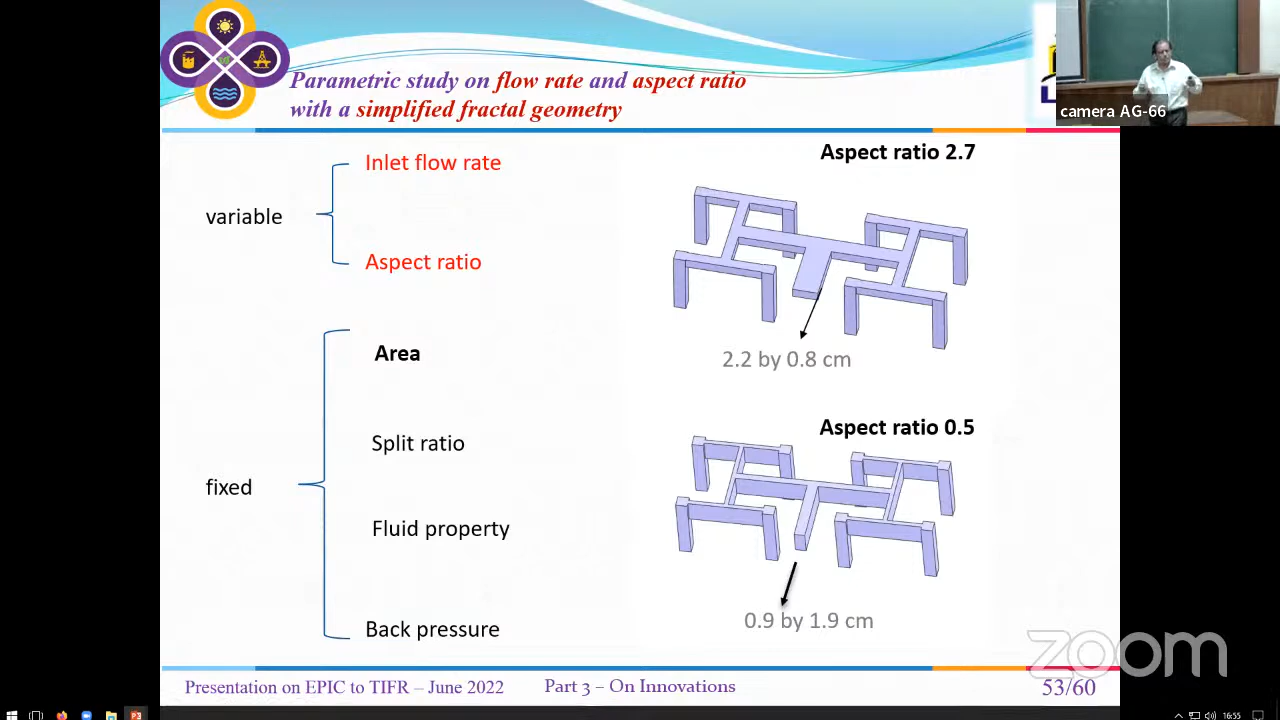 Parametric study on flow rate and aspect ratio
with a simplified fractal geometry
camera AG-66
variable
Inlet flow rate
Aspect ratio
fixed
Area
Split ratio
Fluid property
Back pressure
Aspect ratio 2.7
2.2 by 0.8 cm
Aspect ratio 0.5
0.9 by 1.9 cm
zoom
Presentation on EPIC to TIFR – June 2022
Part 3 – On Innovations
53/60
16:55